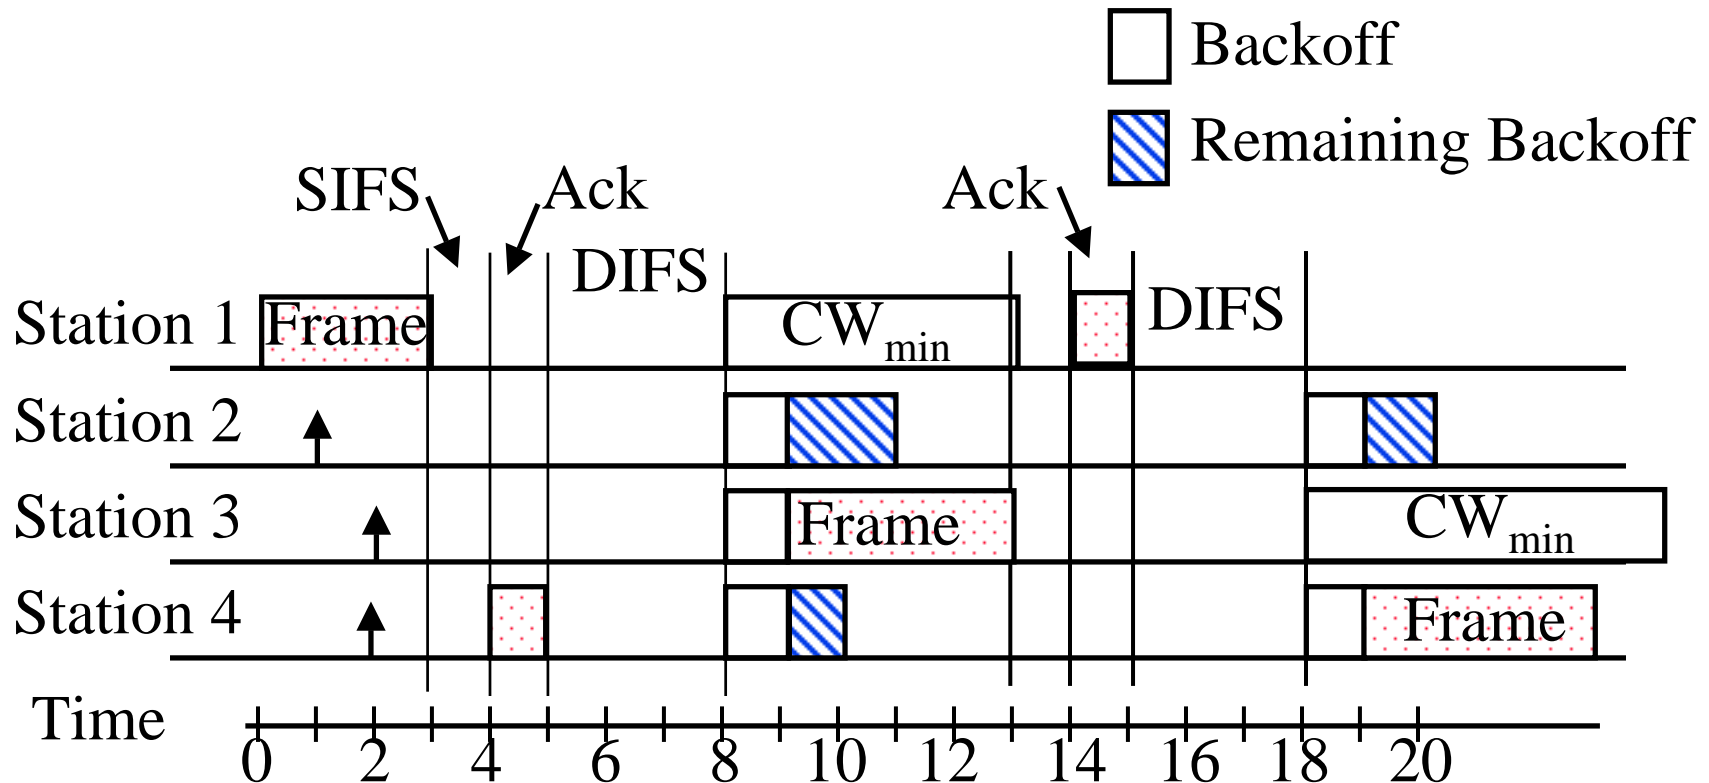 Backoff
Remaining Backoff
SIFS
Ack
Ack
DIFS
Station 1
Frame
CWmin
DIFS
Station 2
Station 3
Frame
CWmin
Station 4
Frame
Time
0 2 4 6 8 10 12 14 16 18 20